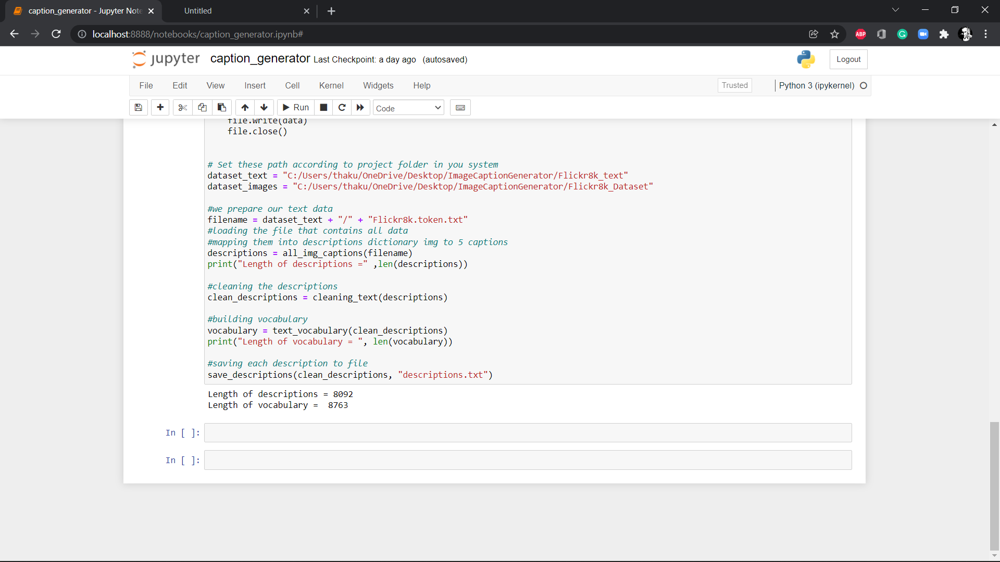 caption_generator - Jupyter Note
Untitled
localhost:8888/notebooks/caption_generator.ipynb#
ABP
jupyter caption_generator Last Checkpoint: a day ago (autosaved)
Logout
File Edit View Insert Cell Kernel Widgets Help
Trusted
Python 3 (ipykernel)
Run
Code
file.write(data)
file.close()
# Set these path according to project folder in you system
dataset_text = "C:/Users/thaku/OneDrive/Desktop/ImageCaptionGenerator/Flickr8k_text"
dataset_images = "C:/Users/thaku/OneDrive/Desktop/ImageCaptionGenerator/Flickr8k_Dataset"
#we prepare our text data
filename = dataset_text + "/" + "Flickr8k.token.txt"
#loading the file that contains all data
#mapping them into descriptions dictionary img to 5 captions
descriptions = all_img_captions(filename)
print("Length of descriptions =" ,len(descriptions))
#cleaning the descriptions
clean_descriptions = cleaning_text(descriptions)
#building vocabulary
vocabulary = text_vocabulary(clean_descriptions)
print("Length of vocabulary = ", len(vocabulary))
#saving each description to file
save_descriptions(clean_descriptions, "descriptions.txt")
Length of descriptions = 8092
Length of vocabulary =  8763
In [ ]:
In [ ]: